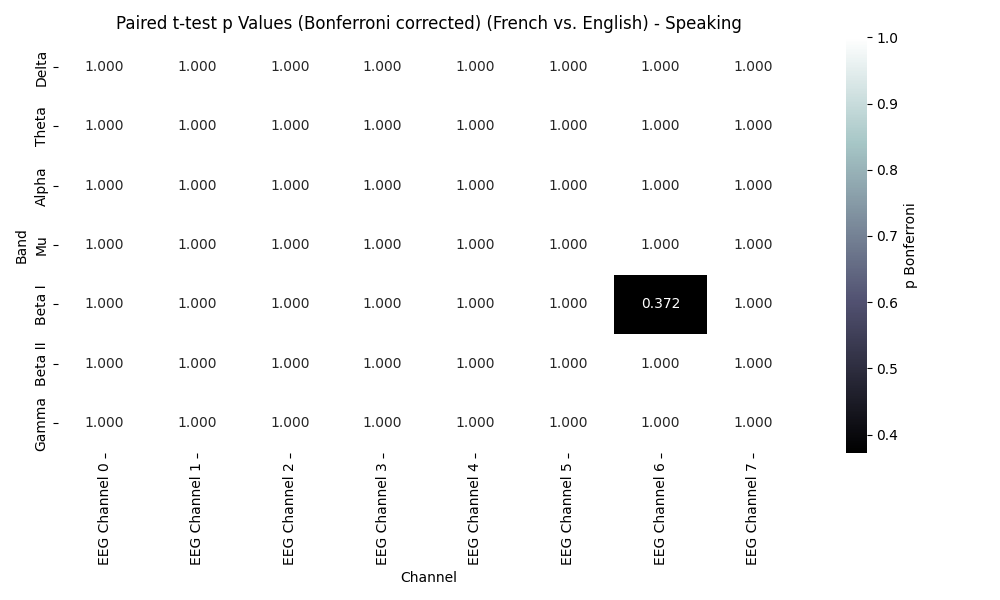 Paired t-test p Values (Bonferroni corrected) (French vs. English) - Speaking
Band
Delta 1.000 1.000 1.000 1.000 1.000 1.000 1.000 1.000
Theta 1.000 1.000 1.000 1.000 1.000 1.000 1.000 1.000
Alpha 1.000 1.000 1.000 1.000 1.000 1.000 1.000 1.000
Mu 1.000 1.000 1.000 1.000 1.000 1.000 1.000 1.000
Beta I 1.000 1.000 1.000 1.000 1.000 1.000 0.372 1.000
Beta II 1.000 1.000 1.000 1.000 1.000 1.000 1.000 1.000
Gamma 1.000 1.000 1.000 1.000 1.000 1.000 1.000 1.000
EEG Channel 0
EEG Channel 1
EEG Channel 2
EEG Channel 3
EEG Channel 4
EEG Channel 5
EEG Channel 6
EEG Channel 7
Channel
1.0
0.9
0.8
0.7
0.6
0.5
0.4
p Bonferroni